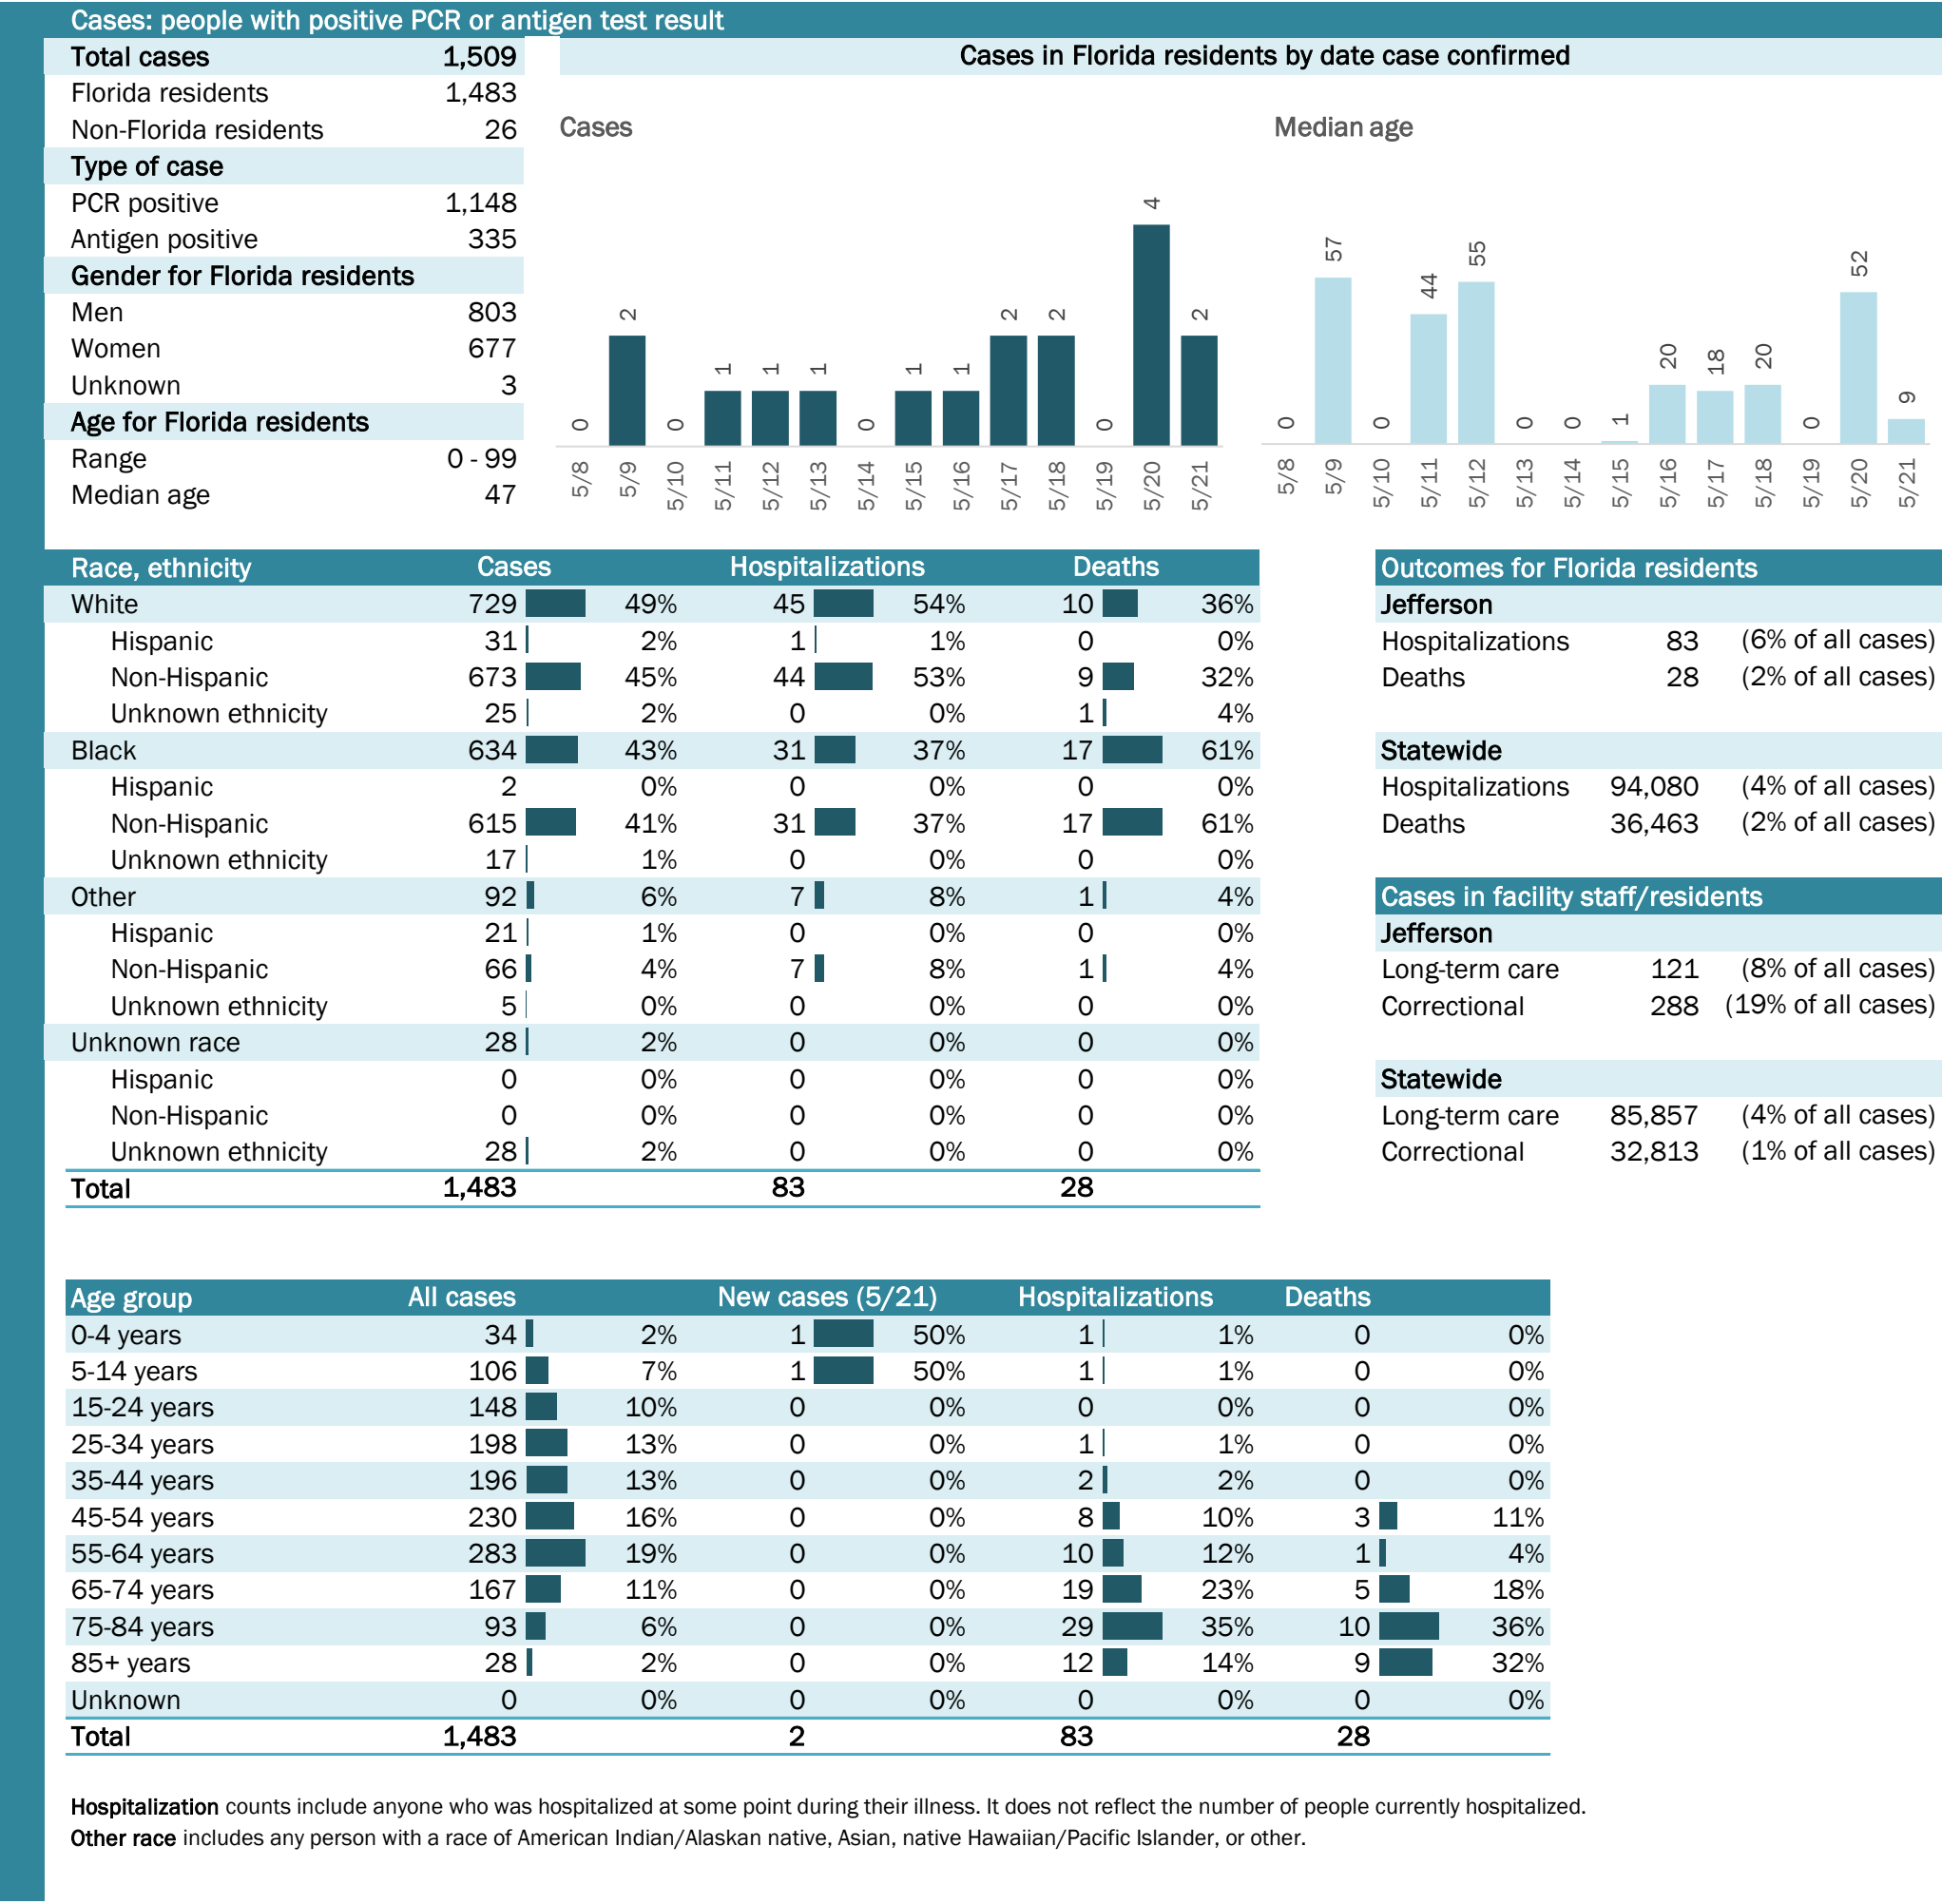 Cases: people with positive PCR or antigen test result
Total cases 1,509
Florida residents 1,483
Non-Florida residents 26
Type of case
PCR positive 1,148
Antigen positive 335
Gender for Florida residents
Men 803
Women 677
Unknown 3
Age for Florida residents
Range 0 - 99
Median age 47
Cases in Florida residents by date case confirmed
Cases
0 2 0 1 1 1 0 1 1 2 2 0 4 2
5/8 5/9 5/10 5/11 5/12 5/13 5/14 5/15 5/16 5/17 5/18 5/19 5/20 5/21
Median age
0 57 0 44 55 0 0 1 20 18 20 0 52 9
5/8 5/9 5/10 5/11 5/12 5/13 5/14 5/15 5/16 5/17 5/18 5/19 5/20 5/21
Race, ethnicity Cases Hospitalizations Deaths
White 729 49% 45 54% 10 36%
Hispanic 31 2% 1 1% 0 0%
Non-Hispanic 673 45% 44 53% 9 32%
Unknown ethnicity 25 2% 0 0% 1 4%
Black 634 43% 31 37% 17 61%
Hispanic 2 0% 0 0% 0 0%
Non-Hispanic 615 41% 31 37% 17 61%
Unknown ethnicity 17 1% 0 0% 0 0%
Other 92 6% 7 8% 1 4%
Hispanic 21 1% 0 0% 0 0%
Non-Hispanic 66 4% 7 8% 1 4%
Unknown ethnicity 5 0% 0 0% 0 0%
Unknown race 28 2% 0 0% 0 0%
Hispanic 0 0% 0 0% 0 0%
Non-Hispanic 0 0% 0 0% 0 0%
Unknown ethnicity 28 2% 0 0% 0 0%
Total 1,483 83 28
Outcomes for Florida residents
Jefferson
Hospitalizations 83 (6% of all cases)
Deaths 28 (2% of all cases)
Statewide
Hospitalizations 94,080 (4% of all cases)
Deaths 36,463 (2% of all cases)
Cases in facility staff/residents
Jefferson
Long-term care 121 (8% of all cases)
Correctional 288 (19% of all cases)
Statewide
Long-term care 85,857 (4% of all cases)
Correctional 32,813 (1% of all cases)
Age group All cases New cases (5/21) Hospitalizations Deaths
0-4 years 34 2% 1 50% 1 1% 0 0%
5-14 years 106 7% 1 50% 1 1% 0 0%
15-24 years 148 10% 0 0% 0 0% 0 0%
25-34 years 198 13% 0 0% 1 1% 0 0%
35-44 years 196 13% 0 0% 2 2% 0 0%
45-54 years 230 16% 0 0% 8 10% 3 11%
55-64 years 283 19% 0 0% 10 12% 1 4%
65-74 years 167 11% 0 0% 19 23% 5 18%
75-84 years 93 6% 0 0% 29 35% 10 36%
85+ years 28 2% 0 0% 12 14% 9 32%
Unknown 0 0% 0 0% 0 0% 0 0%
Total 1,483 2 83 28
Hospitalization counts include anyone who was hospitalized at some point during their illness. It does not reflect the number of people currently hospitalized.
Other race includes any person with a race of American Indian/Alaskan native, Asian, native Hawaiian/Pacific Islander, or other.